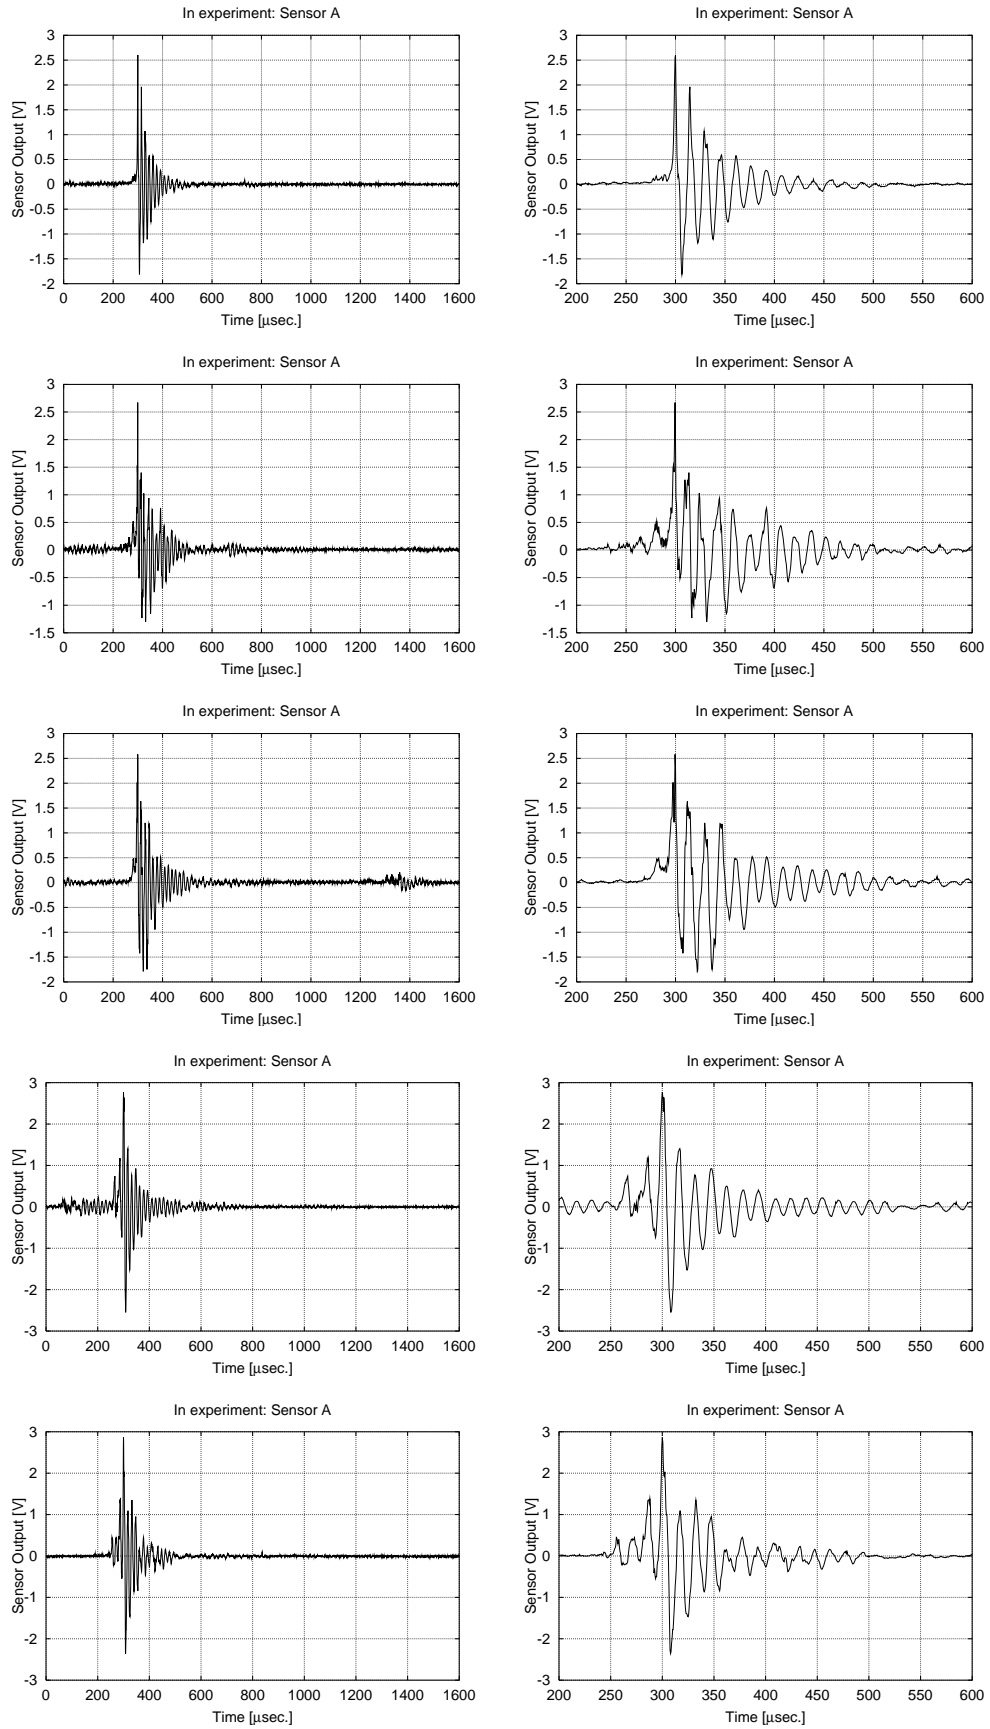 In experiment: Sensor A
Sensor Output [V]
3
2.5
2
1.5
1
0.5
0
-0.5
-1
-1.5
-2
0 200 400 600 800 1000 1200 1400 1600
Time [μsec.]
In experiment: Sensor A
Sensor Output [V]
3
2.5
2
1.5
1
0.5
0
-0.5
-1
-1.5
-2
200 250 300 350 400 450 500 550 600
Time [μsec.]
In experiment: Sensor A
Sensor Output [V]
3
2.5
2
1.5
1
0.5
0
-0.5
-1
-1.5
0 200 400 600 800 1000 1200 1400 1600
Time [μsec.]
In experiment: Sensor A
Sensor Output [V]
3
2.5
2
1.5
1
0.5
0
-0.5
-1
-1.5
200 250 300 350 400 450 500 550 600
Time [μsec.]
In experiment: Sensor A
Sensor Output [V]
3
2.5
2
1.5
1
0.5
0
-0.5
-1
-1.5
-2
0 200 400 600 800 1000 1200 1400 1600
Time [μsec.]
In experiment: Sensor A
Sensor Output [V]
3
2.5
2
1.5
1
0.5
0
-0.5
-1
-1.5
-2
200 250 300 350 400 450 500 550 600
Time [μsec.]
In experiment: Sensor A
Sensor Output [V]
3
2
1
0
-1
-2
-3
0 200 400 600 800 1000 1200 1400 1600
Time [μsec.]
In experiment: Sensor A
Sensor Output [V]
3
2
1
0
-1
-2
-3
200 250 300 350 400 450 500 550 600
Time [μsec.]
In experiment: Sensor A
Sensor Output [V]
3
2
1
0
-1
-2
-3
0 200 400 600 800 1000 1200 1400 1600
Time [μsec.]
In experiment: Sensor A
Sensor Output [V]
3
2
1
0
-1
-2
-3
200 250 300 350 400 450 500 550 600
Time [μsec.]